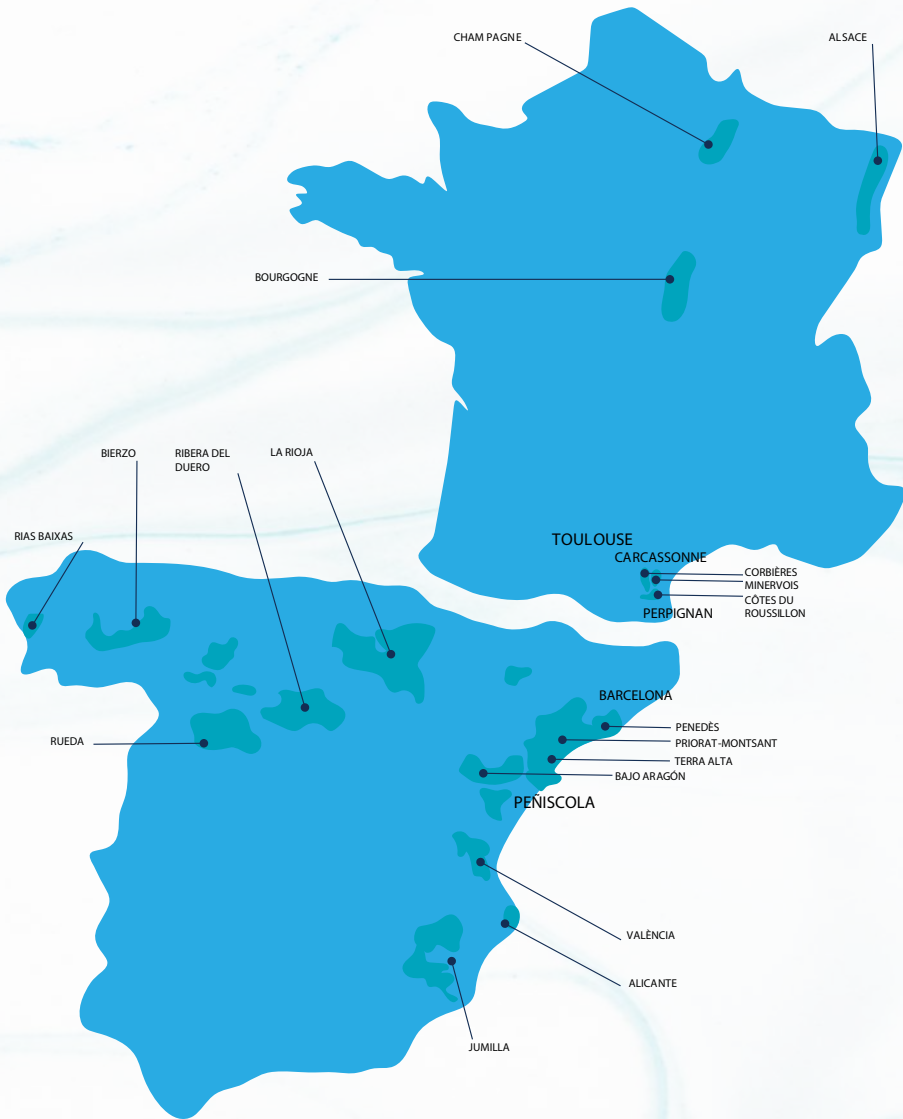 CHAM PAGNE
ALSACE
BOURGOGNE
BIERZO
RIBERA DEL
DUERO
LA RIOJA
RIAS BAIXAS
TOULOUSE
CARCASSONNE
CORBIÈRES
MINERVOIS
CÔTES DU
ROUSSILLON
PERPIGNAN
BARCELONA
PENEDÈS
RUEDA
PRIORAT-MONTSANT
TERRA ALTA
BAJO ARAGÓN
PEÑISCOLA
VALÈNCIA
ALICANTE
JUMILLA